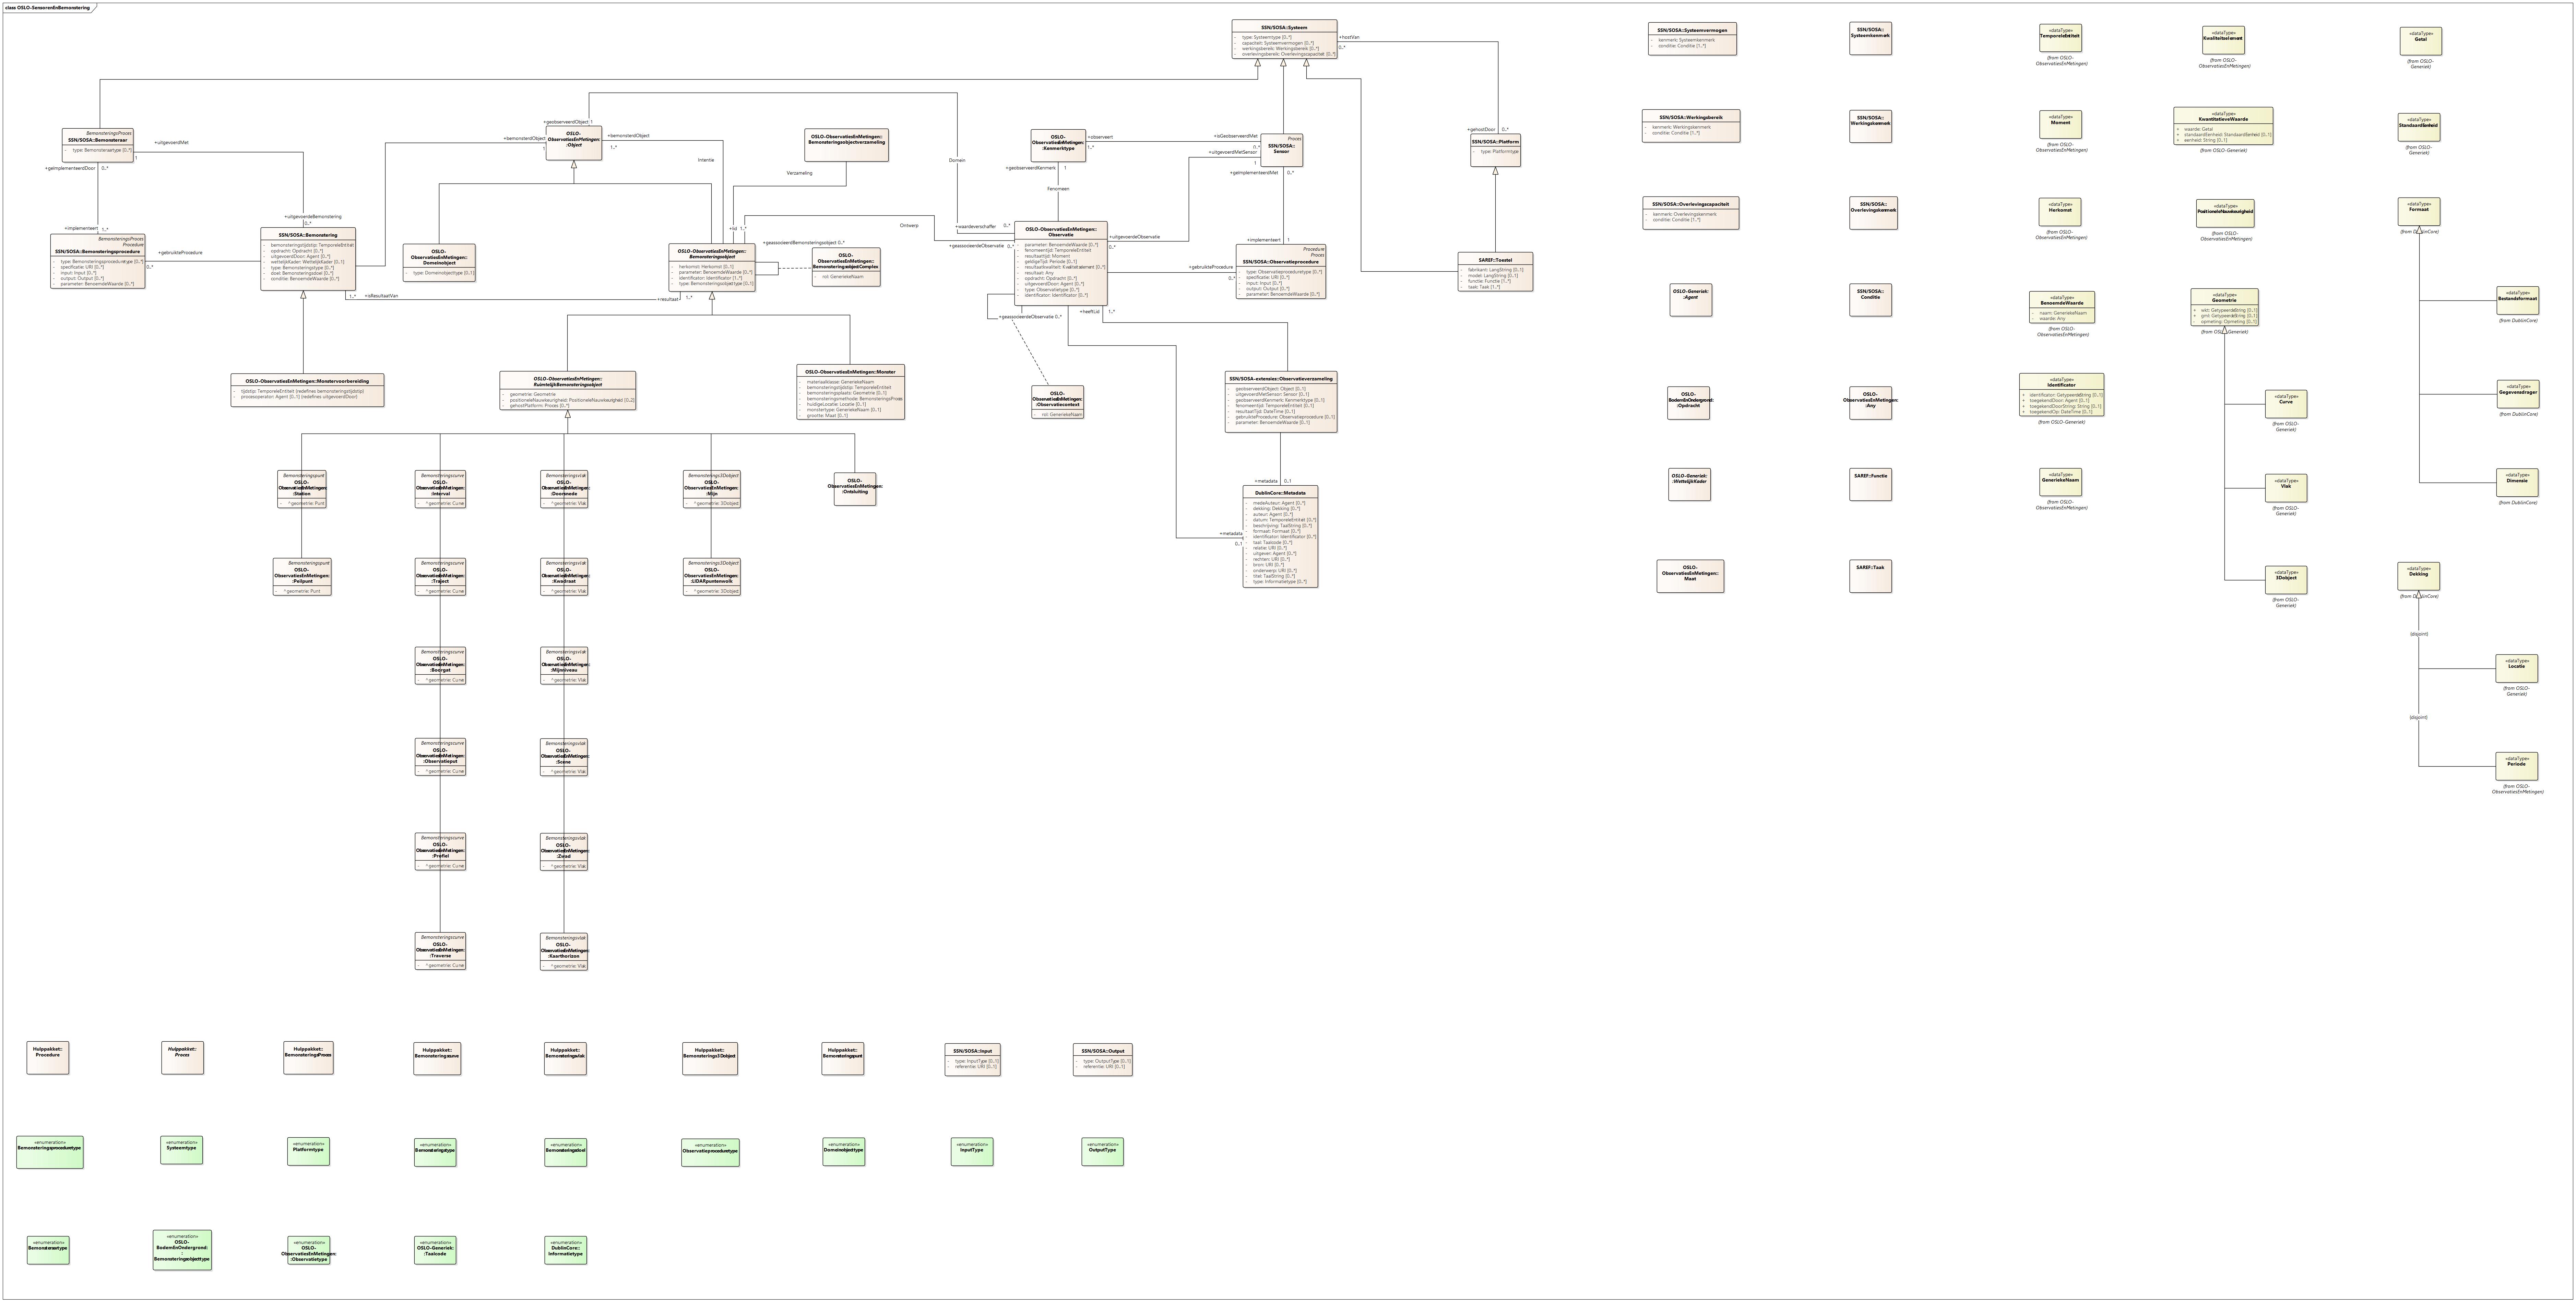 class OSLO-SensorenEnBemonstering
SSN/SOSA::Systeem
- type: Systeemtype [0..*]
- capaciteit: Systeemvermogen [0..*]
- werkingsbereik: Werkingsbereik [0..*]
- overlevingsbereik: Overlevingscapaciteit [0..*]
+hostVan
0..*
+gehostDoor
0..*
SSN/SOSA::Platform
- type: Platformtype
BemonsteringsProces
SSN/SOSA::Bemonsteraar
- type: Bemonsteraartype [0..*]
+uitgevoerdMet
1
+geïmplementeerdDoor
0..*
+implementeert
1..*
BemonsteringsProces
Procedure
SSN/SOSA::Bemonsteringsprocedure
- type: Bemonsteringsproceduretype [0..*]
- specificatie: URI [0..*]
- input: Input [0..*]
- output: Output [0..*]
- parameter: BenoemdeWaarde [0..*]
+gebruikteProcedure
0..*
+uitgevoerdeBemonstering
0..*
SSN/SOSA::Bemonstering
- bemonsteringstijdstip: TemporeleEntiteit
- opdracht: Opdracht [0..*]
- uitgevoerdDoor: Agent [0..*]
- wettelijkKader: WettelijkKader [0..1]
- type: Bemonsteringstype [0..*]
- doel: Bemonsteringsdoel [0..*]
- conditie: BenoemdeWaarde [0..*]
1..*
+isResultaatVan
+resultaat
1..*
OSLO-ObservatiesEnMetingen::Monstervoorbereiding
- tijdstip: TemporeleEntiteit {redefines bemonsteringstijdstip}
- procesoperator: Agent [0..1] {redefines uitgevoerdDoor}
+geobserveerdObject 1
+bemonsterdObject
1
OSLO-
ObservatiesEnMetingen:
:Object
+bemonsterdObject
1..*
Intentie
OSLO-ObservatiesEnMetingen::
Bemonsteringsobjectverzameling
Verzameling
+lid 1..*
OSLO-
ObservatiesEnMetingen::
Domeinobject
- type: Domeinobjecttype [0..1]
OSLO-ObservatiesEnMetingen::
Bemonsteringsobject
- herkomst: Herkomst [0..1]
- parameter: BenoemdeWaarde [0..*]
- identificator: Identificator [1..*]
- type: Bemonsteringsobjecttype [0..1]
+geassocieerdBemonsteringsobject 0..*
OSLO-
ObservatiesEnMetingen::
BemonsteringsobjectComplex
- rol: GeneriekeNaam
Ontwerp
Domein
+waardeverschaffer 0..*
+geassocieerdeObservatie 0..*
OSLO-
ObservatiesEnMetingen:
:Kenmerktype
+observeert
1..*
+isGeobserveerdMet
0..*
+geobserveerdKenmerk 1
Fenomeen
Proces
SSN/SOSA::
Sensor
+uitgevoerdMetSensor
1
+geïmplementeerdMet 0..*
+implementeert 1
OSLO-ObservatiesEnMetingen::
Observatie
- parameter: BenoemdeWaarde [0..*]
- fenomeentijd: TemporeleEntiteit
- resultaattijd: Moment
- geldigeTijd: Periode [0..1]
- resultaatkwaliteit: Kwaliteitselement [0..*]
- resultaat: Any
- opdracht: Opdracht [0..*]
- uitgevoerdDoor: Agent [0..*]
- type: Observatietype [0..*]
- identificator: Identificator [0..*]
+uitgevoerdeObservatie
0..*
+gebruikteProcedure
0..*
Procedure
Proces
SSN/SOSA::Observatieprocedure
- type: Observatieproceduretype [0..*]
- specificatie: URI [0..*]
- input: Input [0..*]
- output: Output [0..*]
- parameter: BenoemdeWaarde [0..*]
SAREF::Toestel
- fabrikant: LangString [0..1]
- model: LangString [0..1]
- functie: Functie [1..*]
- taak: Taak [1..*]
+geassocieerdeObservatie 0..*
+heeftLid 1..*
OSLO-
ObservatiesEnMetingen:
:Observatiecontext
- rol: GeneriekeNaam
SSN/SOSA-extensies::Observatieverzameling
- geobserveerdObject: Object [0..1]
- uitgevoerdMetSensor: Sensor [0..1]
- geobserveerdKenmerk: Kenmerktype [0..1]
- fenomeentijd: TemporeleEntiteit [0..1]
- resultaatTijd: DateTime [0..1]
- gebruikteProcedure: Observatieprocedure [0..1]
- parameter: BenoemdeWaarde [0..1]
+metadata 0..1
+metadata
0..1
DublinCore::Metadata
- medeAuteur: Agent [0..*]
- dekking: Dekking [0..*]
- auteur: Agent [0..*]
- datum: TemporeleEntiteit [0..*]
- beschrijving: TaalString [0..*]
- formaat: Formaat [0..*]
- identificator: Identificator [0..*]
- taal: Taalcode [0..*]
- relatie: URI [0..*]
- uitgever: Agent [0..*]
- rechten: URI [0..*]
- bron: URI [0..*]
- onderwerp: URI [0..*]
- titel: TaalString [0..*]
- type: Informatietype [0..*]
OSLO-ObservatiesEnMetingen::
RuimtelijkBemonsteringsobject
- geometrie: Geometrie
- positioneleNauwkeurigheid: PositioneleNauwkeurigheid [0..2]
- gehostPlatform: Proces [0..*]
OSLO-ObservatiesEnMetingen::Monster
- materiaalklasse: GeneriekeNaam
- bemonsteringstijdstip: TemporeleEntiteit
- bemonsteringsplaats: Geometrie [0..1]
- bemonsteringsmethode: BemonsteringsProces
- huidigeLocatie: Locatie [0..1]
- monstertype: GeneriekeNaam [0..1]
- grootte: Maat [0..1]
Bemonsteringspunt
OSLO-
ObservatiesEnMetingen:
:Station
- ^geometrie: Punt
Bemonsteringscurve
OSLO-
ObservatiesEnMetingen:
:Interval
- ^geometrie: Curve
Bemonsteringsvlak
OSLO-
ObservatiesEnMetingen:
:Doorsnede
- ^geometrie: Vlak
Bemonsterings3Dobject
OSLO-
ObservatiesEnMetingen:
:Mijn
- ^geometrie: 3Dobject
OSLO-
ObservatiesEnMetingen:
:Ontsluiting
Bemonsteringspunt
OSLO-
ObservatiesEnMetingen:
:Peilpunt
- ^geometrie: Punt
Bemonsteringscurve
OSLO-
ObservatiesEnMetingen:
:Traject
- ^geometrie: Curve
Bemonsteringsvlak
OSLO-
ObservatiesEnMetingen:
:Kwadraat
- ^geometrie: Vlak
Bemonsterings3Dobject
OSLO-
ObservatiesEnMetingen:
:LIDARpuntenwolk
- ^geometrie: 3Dobject
Bemonsteringscurve
OSLO-
ObservatiesEnMetingen:
:Boorgat
- ^geometrie: Curve
Bemonsteringsvlak
OSLO-
ObservatiesEnMetingen:
:Mijnniveau
- ^geometrie: Vlak
Bemonsteringscurve
OSLO-
ObservatiesEnMetingen:
:Observatieput
- ^geometrie: Curve
Bemonsteringsvlak
OSLO-
ObservatiesEnMetingen:
:Scene
- ^geometrie: Vlak
Bemonsteringscurve
OSLO-
ObservatiesEnMetingen:
:Profiel
- ^geometrie: Curve
Bemonsteringsvlak
OSLO-
ObservatiesEnMetingen:
:Zwad
- ^geometrie: Vlak
Bemonsteringscurve
OSLO-
ObservatiesEnMetingen:
:Traverse
- ^geometrie: Curve
Bemonsteringsvlak
OSLO-
ObservatiesEnMetingen:
:Kaarthorizon
- ^geometrie: Vlak
Hulppakket::
Procedure
Hulppakket::
Proces
Hulppakket::
BemonsteringsProces
Hulppakket::
Bemonsteringscurve
Hulppakket::
Bemonsteringsvlak
Hulppakket::
Bemonsterings3Dobject
Hulppakket::
Bemonsteringspunt
SSN/SOSA::Input
- type: InputType [0..1]
- referentie: URI [0..1]
SSN/SOSA::Output
- type: OutputType [0..1]
- referentie: URI [0..1]
«enumeration»
Bemonsteringsproceduretype
«enumeration»
Systeemtype
«enumeration»
Platformtype
«enumeration»
Bemonsteringstype
«enumeration»
Bemonsteringsdoel
«enumeration»
Observatieproceduretype
«enumeration»
Domeinobjecttype
«enumeration»
InputType
«enumeration»
OutputType
«enumeration»
Bemonsteraartype
«enumeration»
OSLO-
BodemEnOndergrond:
:
Bemonsteringsobjecttype
«enumeration»
OSLO-
ObservatiesEnMetingen:
:Observatietype
«enumeration»
OSLO-Generiek:
:Taalcode
«enumeration»
DublinCore::
Informatietype
SSN/SOSA::Systeemvermogen
- kenmerk: Systeemkenmerk
- conditie: Conditie [1..*]
SSN/SOSA::
Systeemkenmerk
SSN/SOSA::Werkingsbereik
- kenmerk: Werkingskenmerk
- conditie: Conditie [1..*]
SSN/SOSA::
Werkingskenmerk
SSN/SOSA::Overlevingscapaciteit
- kenmerk: Overlevingskenmerk
- conditie: Conditie [1..*]
SSN/SOSA::
Overlevingskenmerk
OSLO-Generiek:
:Agent
SSN/SOSA::
Conditie
OSLO-
BodemEnOndergrond:
:Opdracht
OSLO-
ObservatiesEnMetingen:
:Any
OSLO-Generiek:
:WettelijkKader
SAREF::Functie
OSLO-
ObservatiesEnMetingen::
Maat
SAREF::Taak
«dataType»
TemporeleEntiteit
(from OSLO-
ObservatiesEnMetingen)
«dataType»
Kwaliteitselement
(from OSLO-
ObservatiesEnMetingen)
«dataType»
Getal
(from OSLO-
Generiek)
«dataType»
Moment
(from OSLO-
ObservatiesEnMetingen)
«dataType»
KwantitatieveWaarde
+ waarde: Getal
+ standaardEenheid: StandaardEenheid [0..1]
+ eenheid: String [0..1]
(from OSLO-Generiek)
«dataType»
StandaardEenheid
(from OSLO-
Generiek)
«dataType»
Herkomst
(from OSLO-
ObservatiesEnMetingen)
«dataType»
PositioneleNauwkeurigheid
(from OSLO-
ObservatiesEnMetingen)
«dataType»
Formaat
(from DublinCore)
«dataType»
BenoemdeWaarde
- naam: GeneriekeNaam
- waarde: Any
(from OSLO-
ObservatiesEnMetingen)
«dataType»
Geometrie
+ wkt: GetypeerdeString [0..1]
+ gml: GetypeerdeString [0..1]
- opmeting: Opmeting [0..1]
(from OSLO-Generiek)
«dataType»
Bestandsformaat
(from DublinCore)
«dataType»
Identificator
+ identificator: GetypeerdeString [0..1]
+ toegekendDoor: Agent [0..1]
+ toegekendDoorString: String [0..1]
+ toegekendOp: DateTime [0..1]
(from OSLO-Generiek)
«dataType»
Curve
(from OSLO-
Generiek)
«dataType»
Gegevensdrager
(from DublinCore)
«dataType»
GeneriekeNaam
(from OSLO-
ObservatiesEnMetingen)
«dataType»
Vlak
(from OSLO-
Generiek)
«dataType»
Dimensie
(from DublinCore)
«dataType»
3Dobject
(from OSLO-
Generiek)
«dataType»
Dekking
(from DublinCore)
{disjoint}
«dataType»
Locatie
(from OSLO-
Generiek)
{disjoint}
«dataType»
Periode
(from OSLO-
ObservatiesEnMetingen)